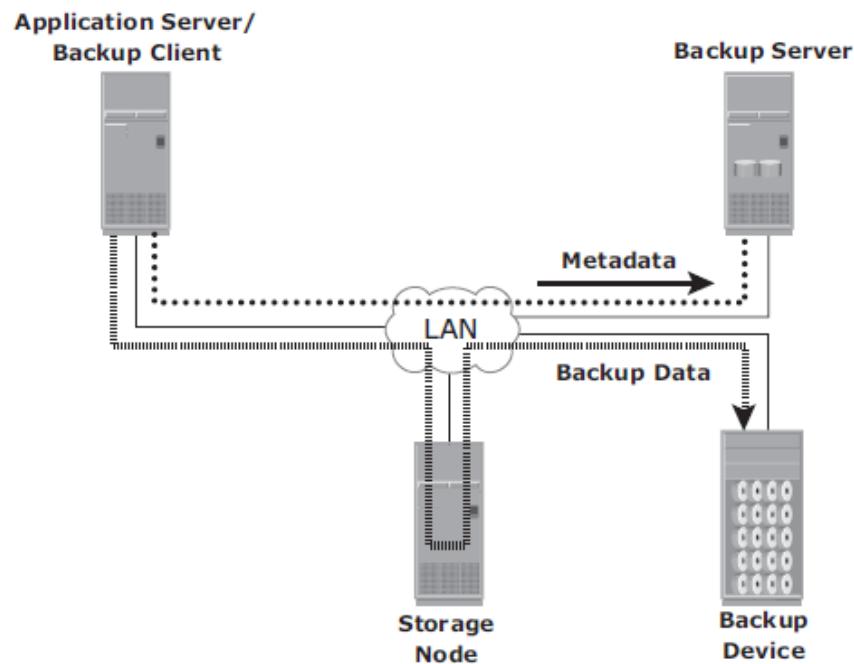 Application Server/
Backup Client
Backup Server
Metadata
LAN
Backup Data
Storage
Node
Backup
Device